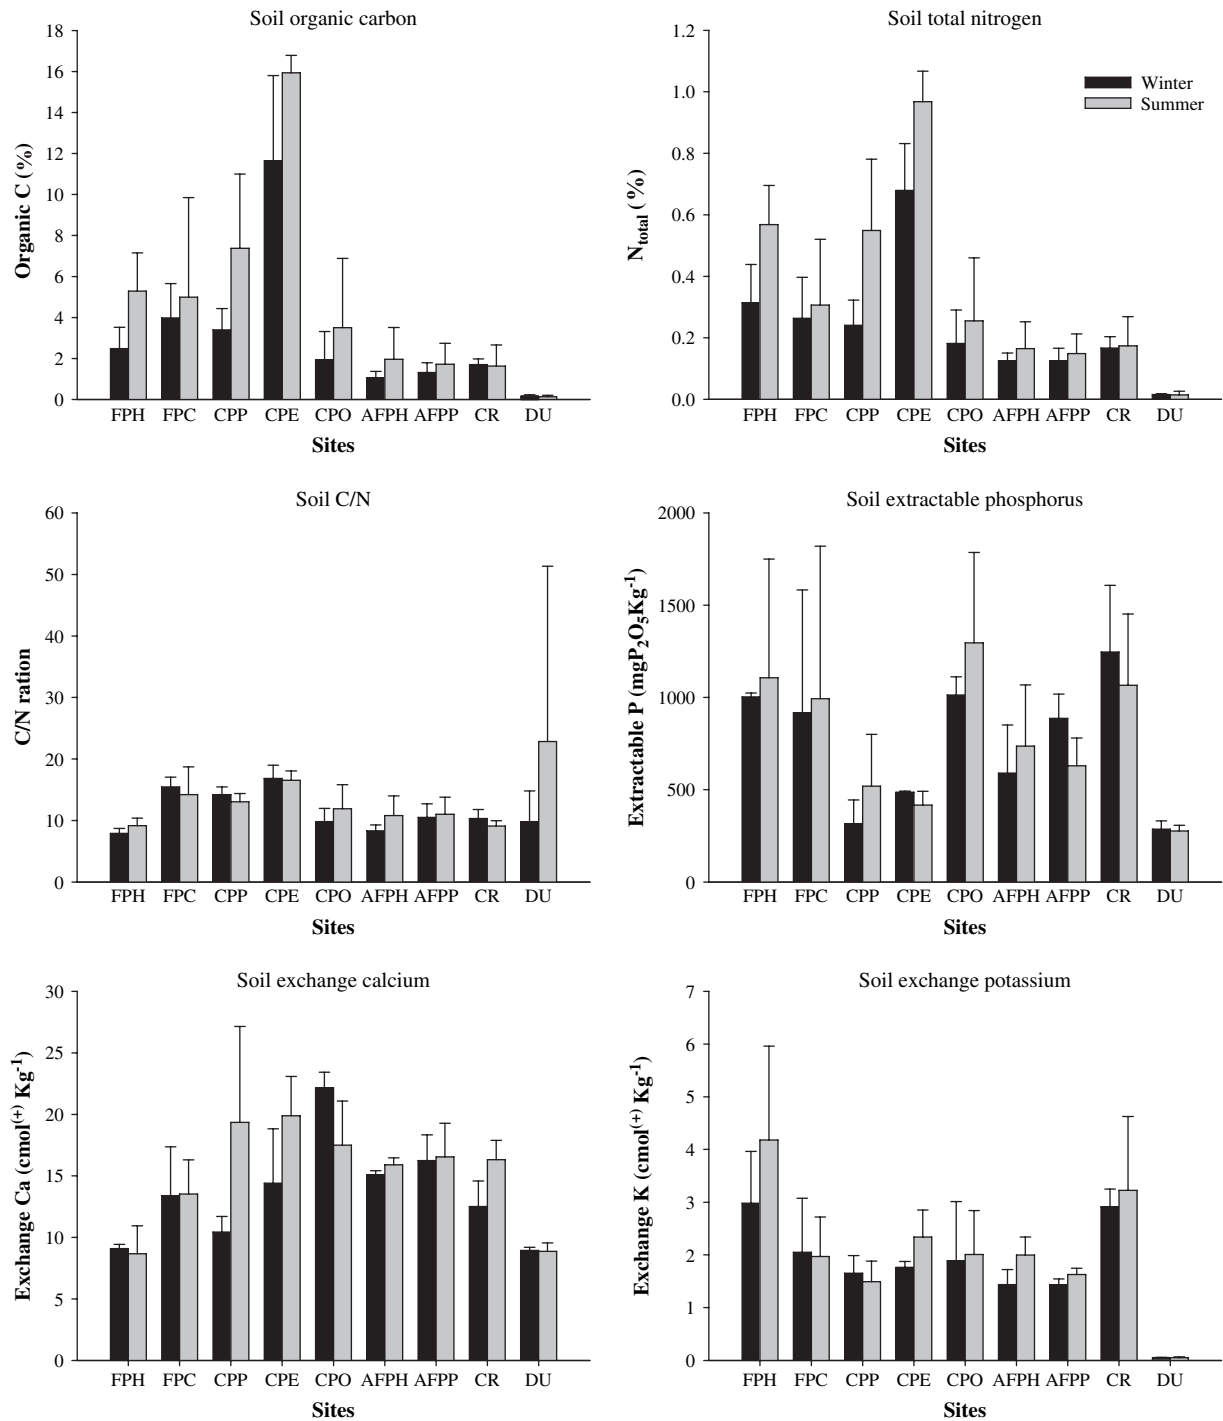 Soil organic carbon
Organic C (%)
18
16
14
12
10
8
6
4
2
0
FPH FPC CPP CPE CPO AFPH AFPP CR DU
Sites
Soil total nitrogen
N_total (%)
1.2
1.0
0.8
0.6
0.4
0.2
0.0
Winter
Summer
FPH FPC CPP CPE CPO AFPH AFPP CR DU
Sites
Soil C/N
C/N ration
60
50
40
30
20
10
0
FPH FPC CPP CPE CPO AFPH AFPP CR DU
Sites
Soil extractable phosphorus
Extractable P (mgP₂O₅Kg⁻¹)
2000
1500
1000
500
0
FPH FPC CPP CPE CPO AFPH AFPP CR DU
Sites
Soil exchange calcium
Exchange Ca (cmol⁽⁺⁾ Kg⁻¹)
30
25
20
15
10
5
0
FPH FPC CPP CPE CPO AFPH AFPP CR DU
Sites
Soil exchange potassium
Exchange K (cmol⁽⁺⁾ Kg⁻¹)
7
6
5
4
3
2
1
0
FPH FPC CPP CPE CPO AFPH AFPP CR DU
Sites